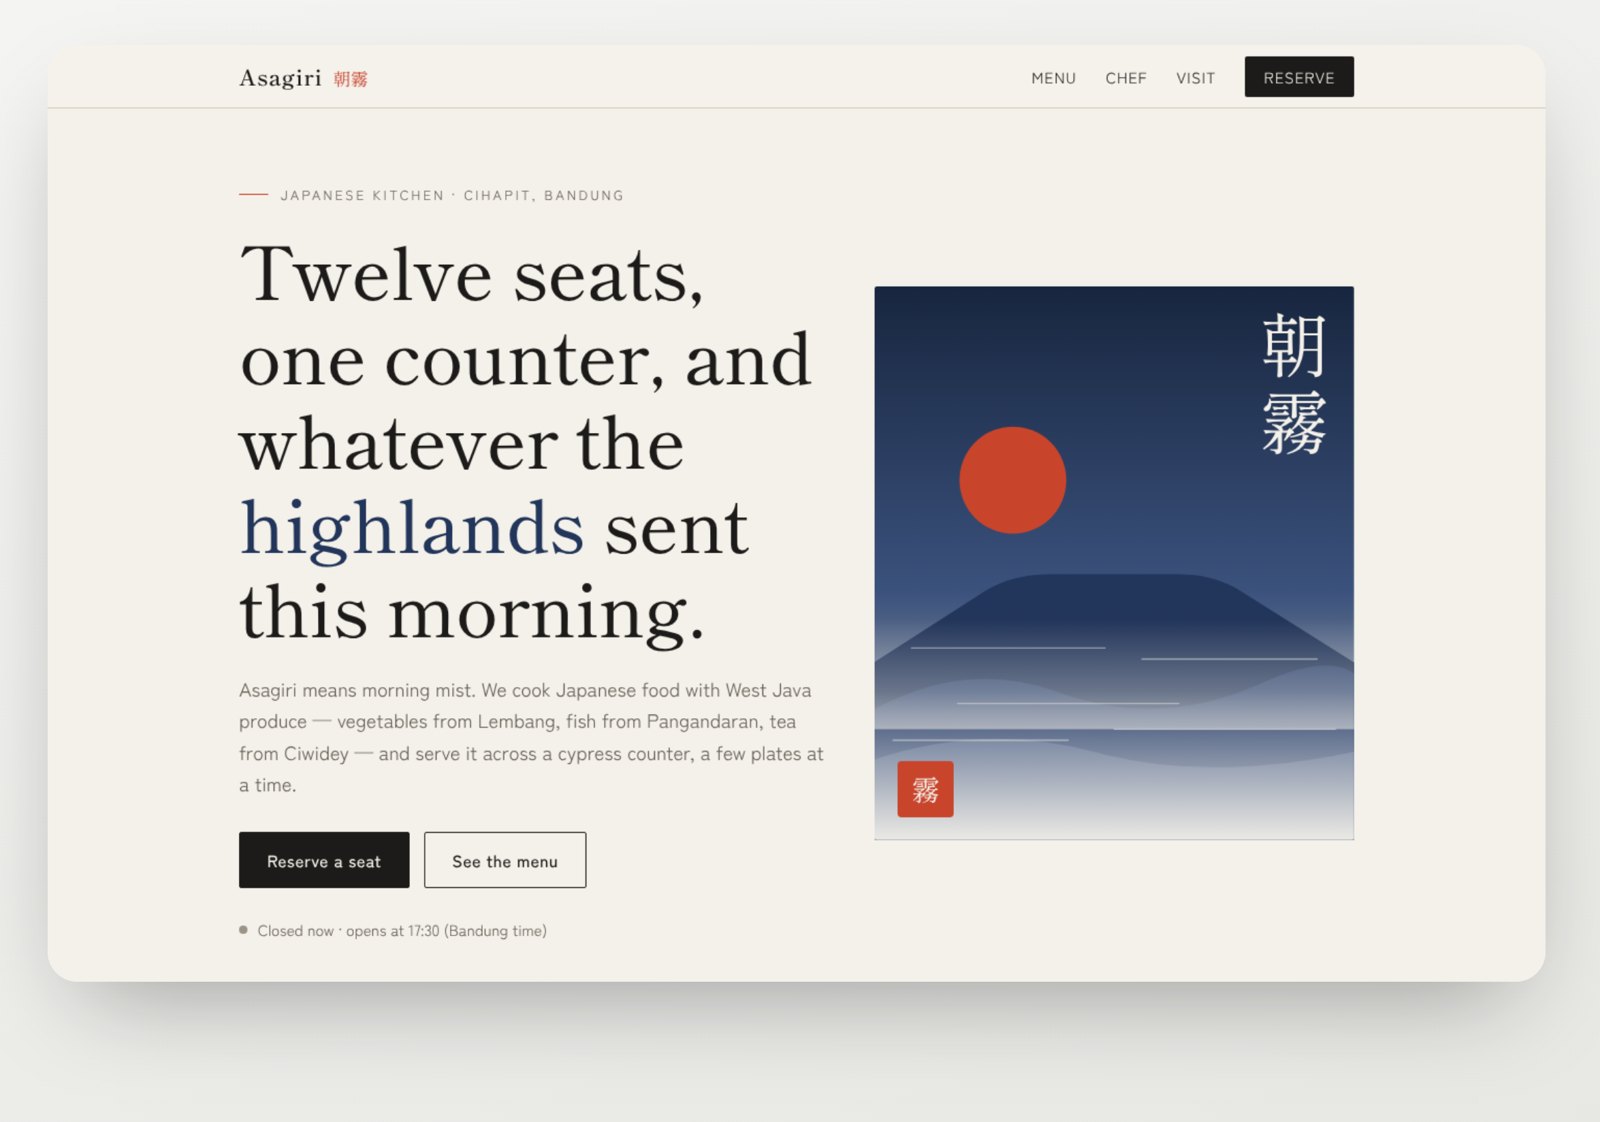 Asagiri 朝霧
MENU CHEF VISIT RESERVE
JAPANESE KITCHEN · CIHAPIT, BANDUNG
Twelve seats,
one counter, and
whatever the
highlands sent
this morning.
Asagiri means morning mist. We cook Japanese food with West Java
produce — vegetables from Lembang, fish from Pangandaran, tea
from Ciwidey — and serve it across a cypress counter, a few plates at
a time.
Reserve a seat See the menu
Closed now · opens at 17:30 (Bandung time)
朝霧
霧